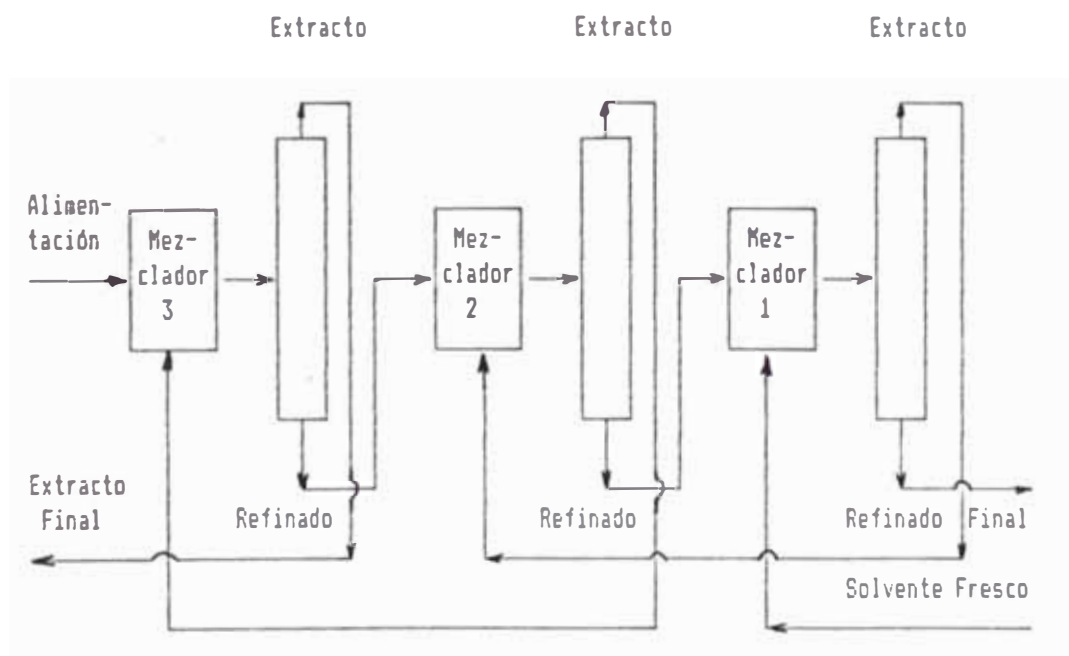 Extracto
Extracto
Extracto
Alimen-
tación
Mez-
clador
3
Mez-
clador
2
Mez-
clador
1
Extracto
Final
Refinado
Refinado
Refinado Final
Solvente Fresco